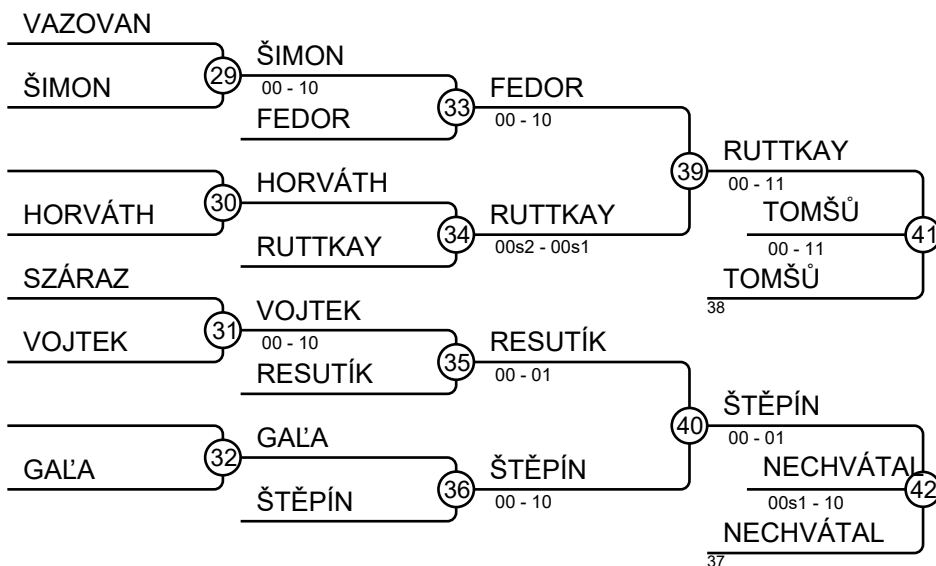 VAZOVAN
ŠIMON
29
ŠIMON
00 - 10
FEDOR
33
FEDOR
00 - 10
HORVÁTH
30
HORVÁTH
RUTTKAY
34
RUTTKAY
00s2 - 00s1
39
RUTTKAY
00 - 11
TOMŠŮ
00 - 11
41
TOMŠŮ
38
SZÁRAZ
VOJTEK
31
VOJTEK
00 - 10
RESUTÍK
35
RESUTÍK
00 - 01
GAĽA
32
GAĽA
ŠTĚPÍN
36
ŠTĚPÍN
00 - 10
40
ŠTĚPÍN
00 - 01
NECHVÁTAL
00s1 - 10
42
NECHVÁTAL
37